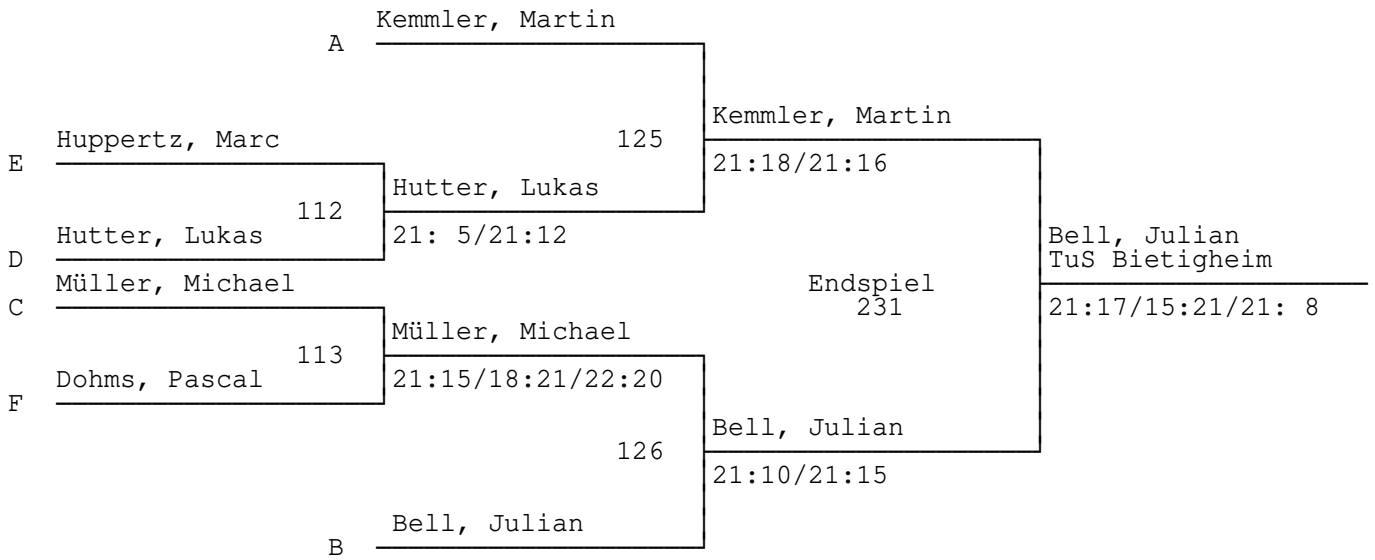 Kemmler, Martin
A
Kemmler, Martin
Huppertz, Marc
125
E
21:18/21:16
Hutter, Lukas
112
Hutter, Lukas
21: 5/21:12
Bell, Julian
D
TuS Bietigheim
Müller, Michael
Endspiel
C
231
21:17/15:21/21: 8
Müller, Michael
113
Dohms, Pascal
21:15/18:21/22:20
F
Bell, Julian
126
21:10/21:15
Bell, Julian
B